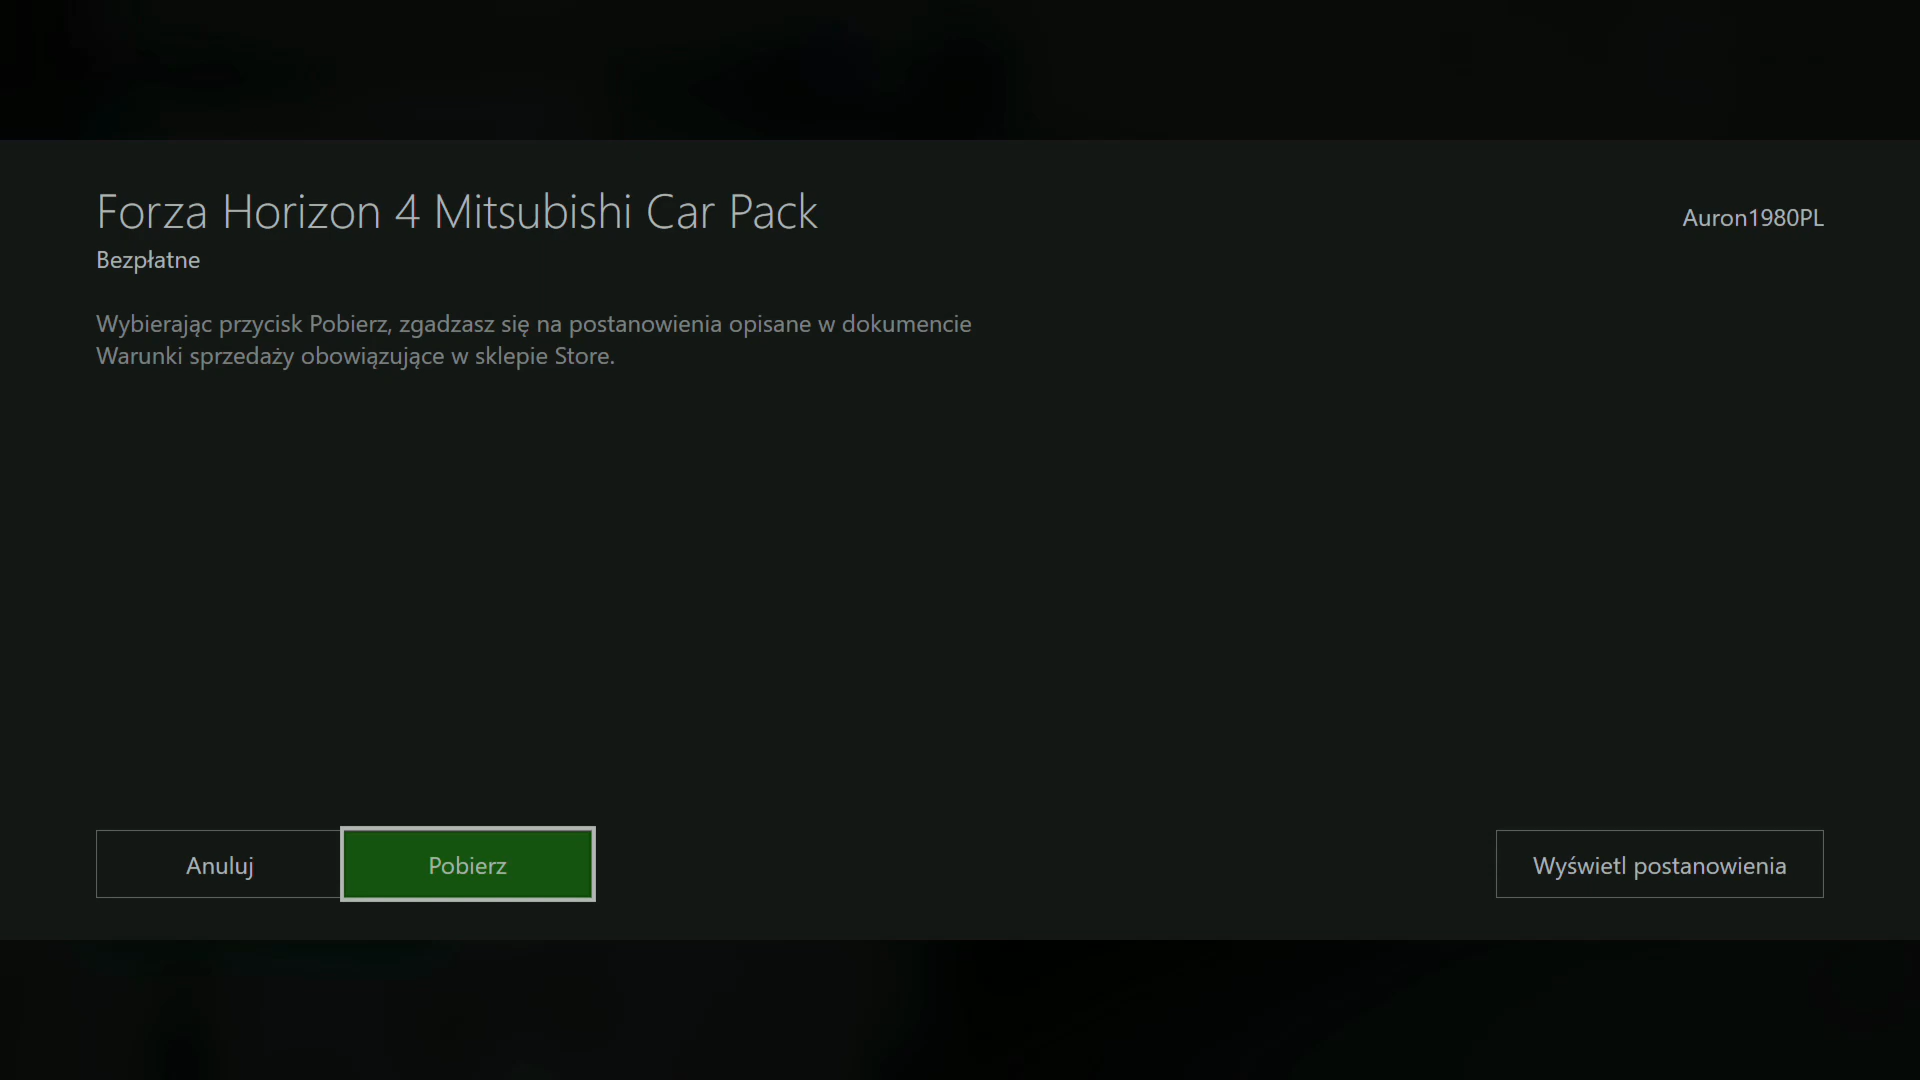 Forza Horizon 4 Mitsubishi Car Pack
Auron1980PL
Bezpłatne
Wybierając przycisk Pobierz, zgadzasz się na postanowienia opisane w dokumencie
Warunki sprzedaży obowiązujące w sklepie Store.
Anuluj
Pobierz
Wyświetl postanowienia